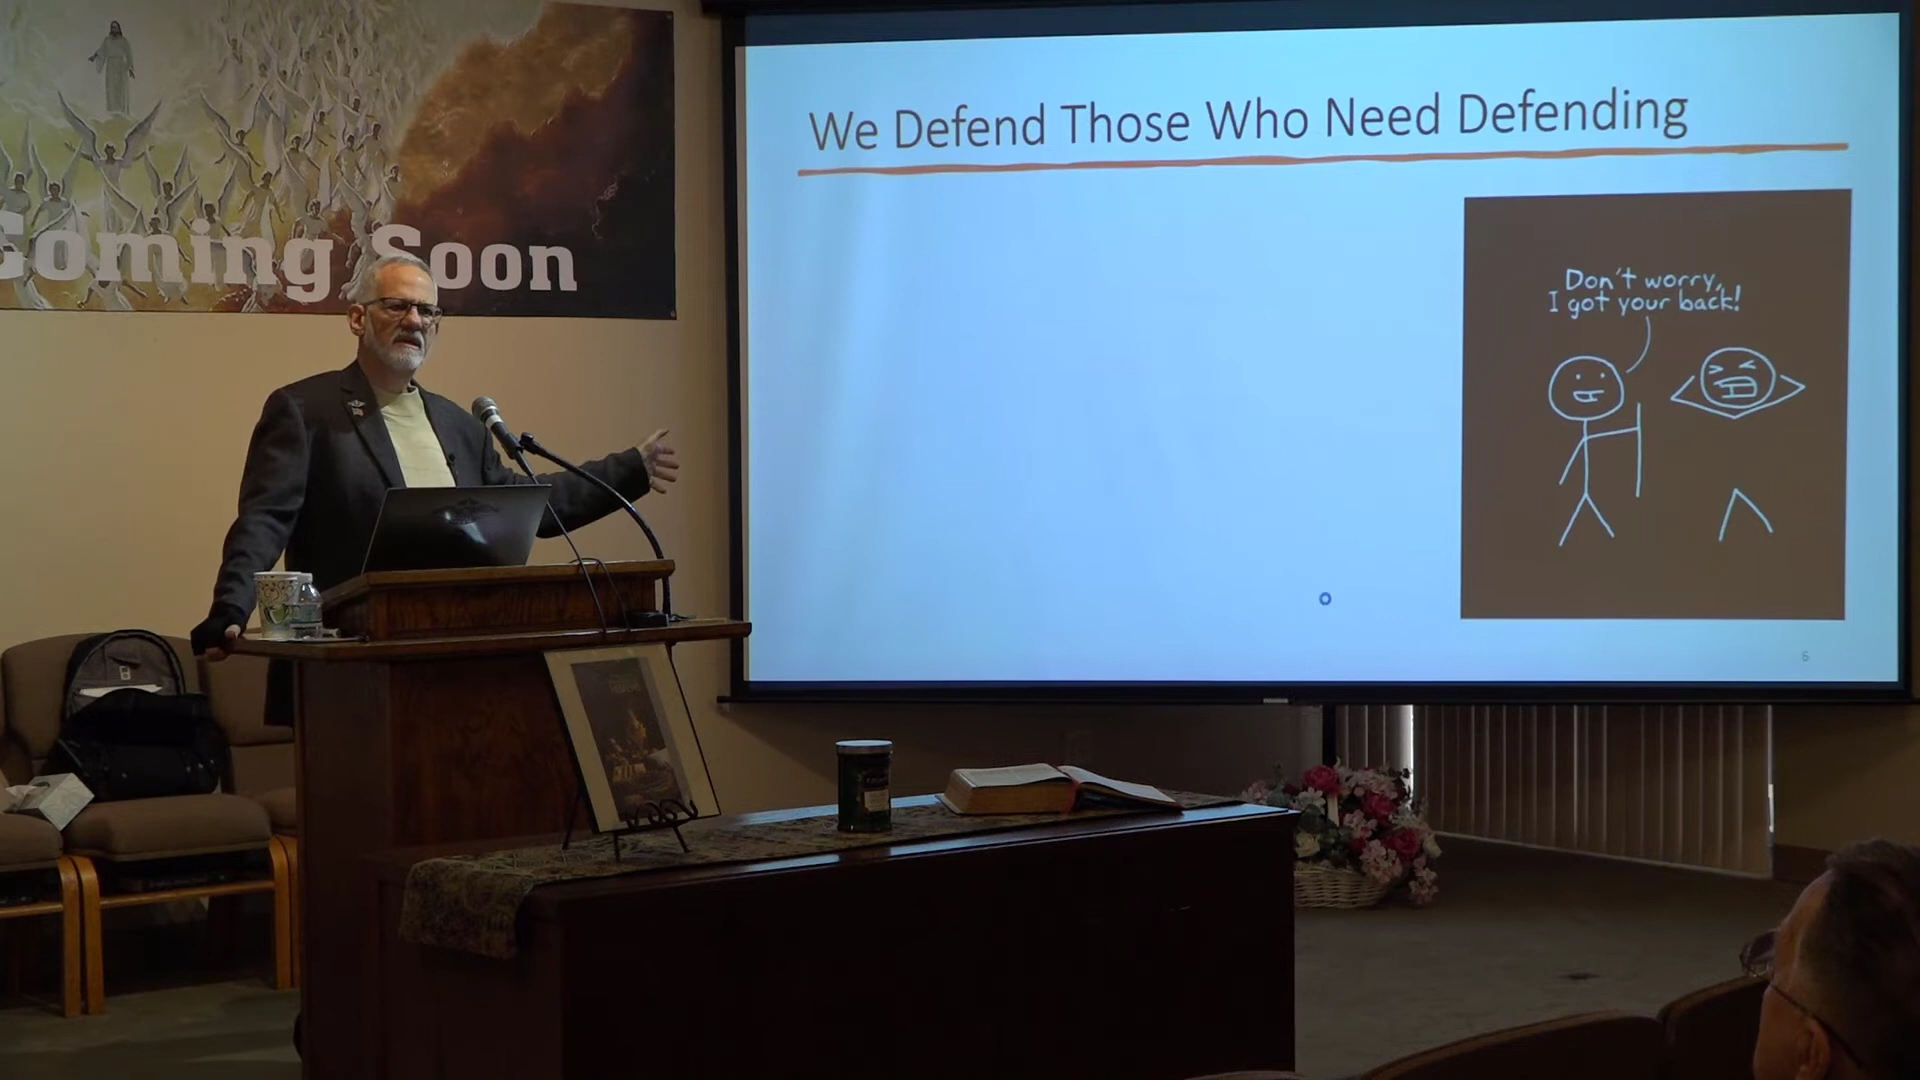 Coming Soon
We Defend Those Who Need Defending
Don't worry,
I got your back!
6